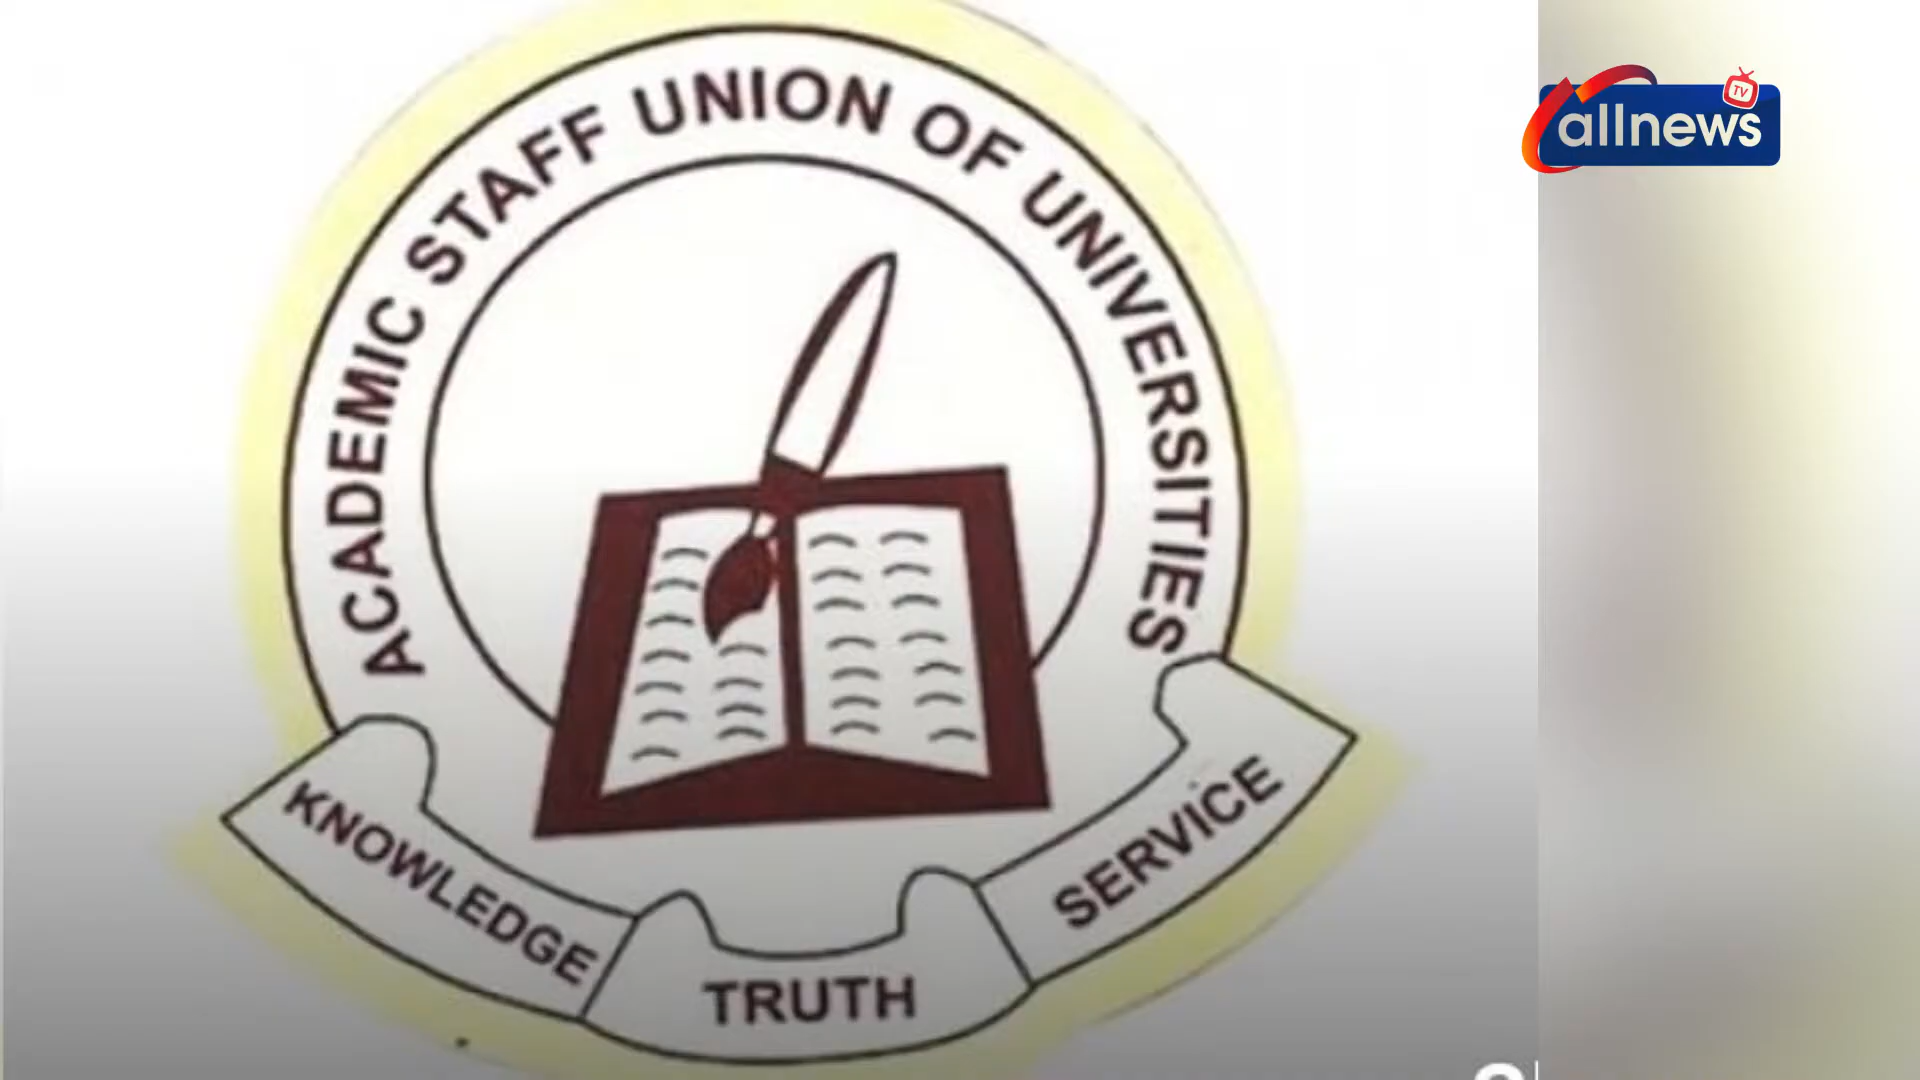 ACADEMIC STAFF UNION OF UNIVERSITIES
TV
allnews
KNOWLEDGE
TRUTH
SERVICE